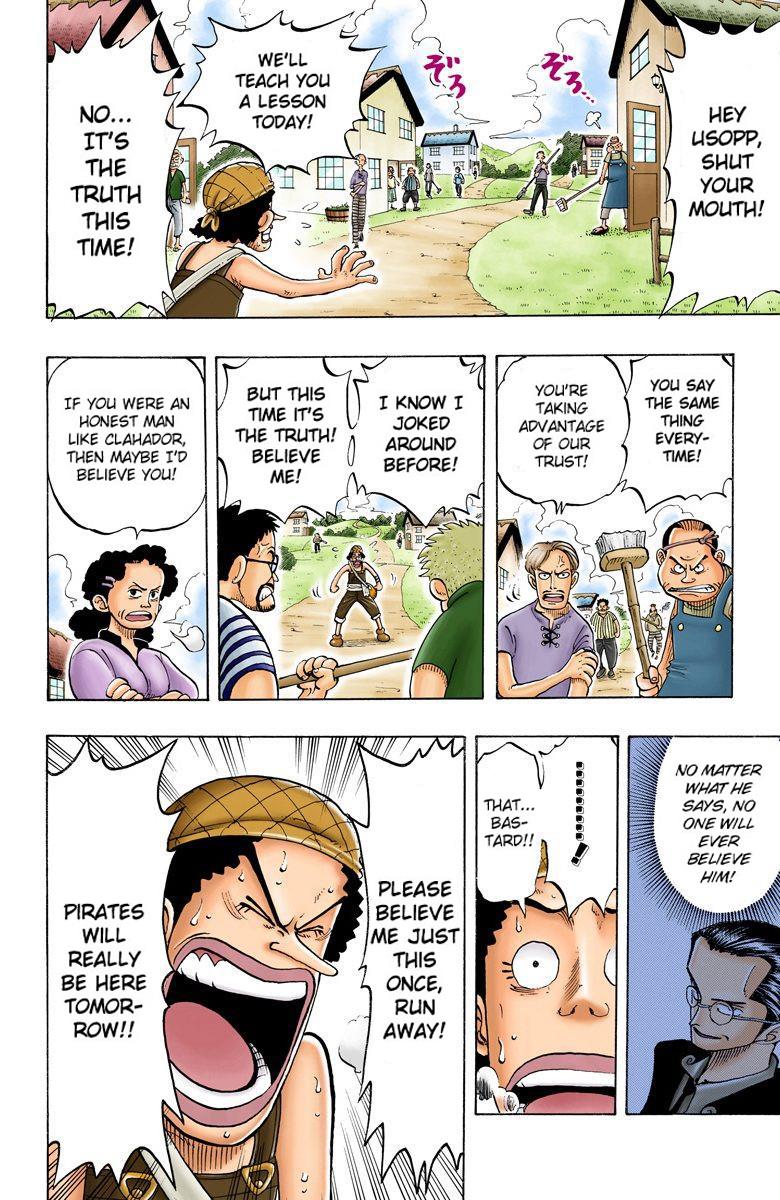 HEY
USOPP,
SHUT
YOUR
MOUTH!
ぞろ…
ぞろ
WE'LL
TEACH YOU
A LESSON
TODAY!
NO...
IT'S
THE
TRUTH
THIS
TIME!
YOU SAY
THE SAME
THING
EVERY-
TIME!
YOU'RE
TAKING
ADVANTAGE
OF OUR
TRUST!
I KNOW I
JOKED
AROUND
BEFORE!
BUT THIS
TIME IT'S
THE TRUTH!
BELIEVE
ME!
IF YOU WERE AN
HONEST MAN
LIKE CLAHADOR,
THEN MAYBE I'D
BELIEVE YOU!
NO MATTER
WHAT HE
SAYS, NO
ONE WILL
EVER
BELIEVE
HIM!
..........!
THAT...
BAS-
TARD!!
PLEASE
BELIEVE
ME JUST
THIS
ONCE,
RUN
AWAY!
PIRATES
WILL
REALLY
BE HERE
TOMOR-
ROW!!